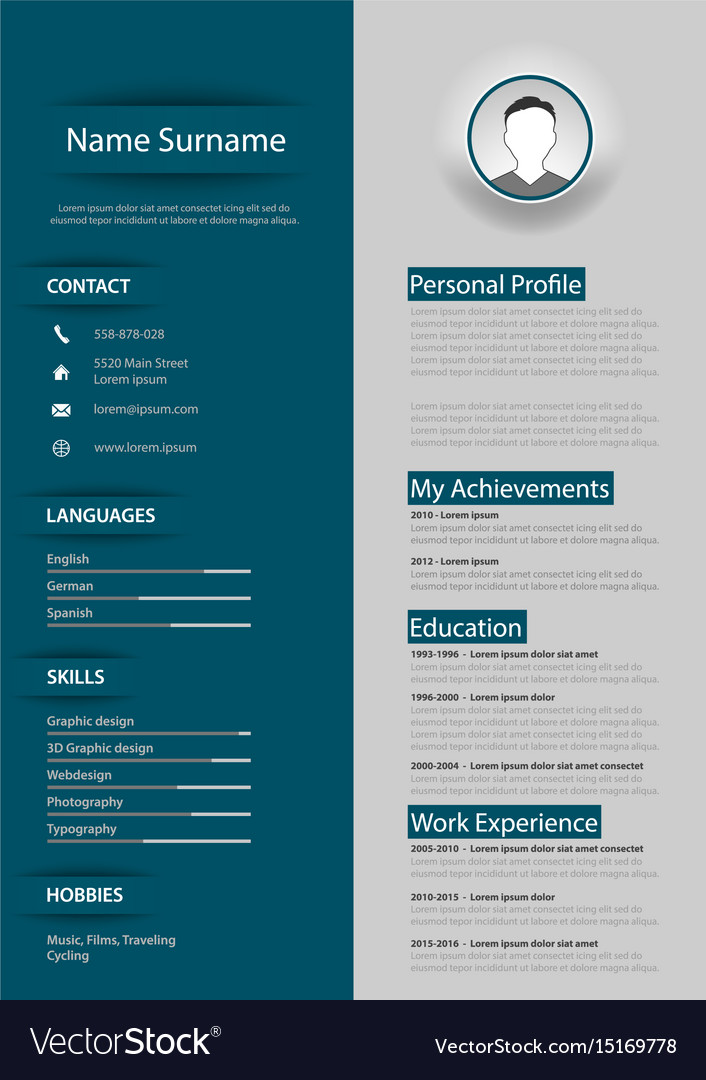 Name Surname
Lorem ipsum dolor siat amet consectet icing elit sed do
eiusmod tepor incididunt ut labore et dolore magna aliqua.
CONTACT
558-878-028
5520 Main Street
Lorem ipsum
lorem@ipsum.com
www.lorem.ipsum
LANGUAGES
English
German
Spanish
SKILLS
Graphic design
3D Graphic design
Webdesign
Photography
Typography
HOBBIES
Music, Films, Traveling
Cycling
Personal Profile
Lorem ipsum dolor siat amet consectet icing elit sed do
eiusmod tepor incididunt ut labore et dolore magna aliqua.
Lorem ipsum dolor siat amet consectet icing elit sed do
eiusmod tepor incididunt ut labore et dolore magna aliqua.
Lorem ipsum dolor siat amet consectet icing elit sed do
eiusmod tepor incididunt ut labore et dolore magna aliqua.
Lorem ipsum dolor siat amet consectet icing elit sed do
eiusmod tepor incididunt ut labore et dolore magna aliqua.
Lorem ipsum dolor siat amet consectet icing elit sed do
eiusmod tepor incididunt ut labore et dolore magna aliqua.
My Achievements
2010 - Lorem ipsum
Lorem ipsum dolor siat amet consectet icing elit sed do
eiusmod tepor incididunt ut labore et dolore magna aliqua.
2012 - Lorem ipsum
Lorem ipsum dolor siat amet consectet icing elit sed do
eiusmod tepor incididunt ut labore et dolore magna aliqua.
Education
1993-1996 - Lorem ipsum dolor siat amet
Lorem ipsum dolor siat amet consectet icing elit sed do
eiusmod tepor incididunt ut labore et dolore magna aliqua.
1996-2000 - Lorem ipsum dolor
Lorem ipsum dolor siat amet consectet icing elit sed do
eiusmod tepor incididunt ut labore et dolore magna aliqua.
Lorem ipsum dolor siat amet consectet icing elit sed do
eiusmod tepor incididunt ut labore et dolore magna aliqua.
2000-2004 - Lorem ipsum dolor siat amet consectet
Lorem ipsum dolor siat amet consectet icing elit sed do
eiusmod tepor incididunt ut labore et dolore magna aliqua.
Work Experience
2005-2010 - Lorem ipsum dolor siat amet consectet
Lorem ipsum dolor siat amet consectet icing elit sed do
eiusmod tepor incididunt ut labore et dolore magna aliqua.
2010-2015 - Lorem ipsum dolor
Lorem ipsum dolor siat amet consectet icing elit sed do
eiusmod tepor incididunt ut labore et dolore magna aliqua.
2015-2016 - Lorem ipsum dolor siat amet
Lorem ipsum dolor siat amet consectet icing elit sed do
eiusmod tepor incididunt ut labore et dolore magna aliqua.
VectorStock®
VectorStock.com/15169778